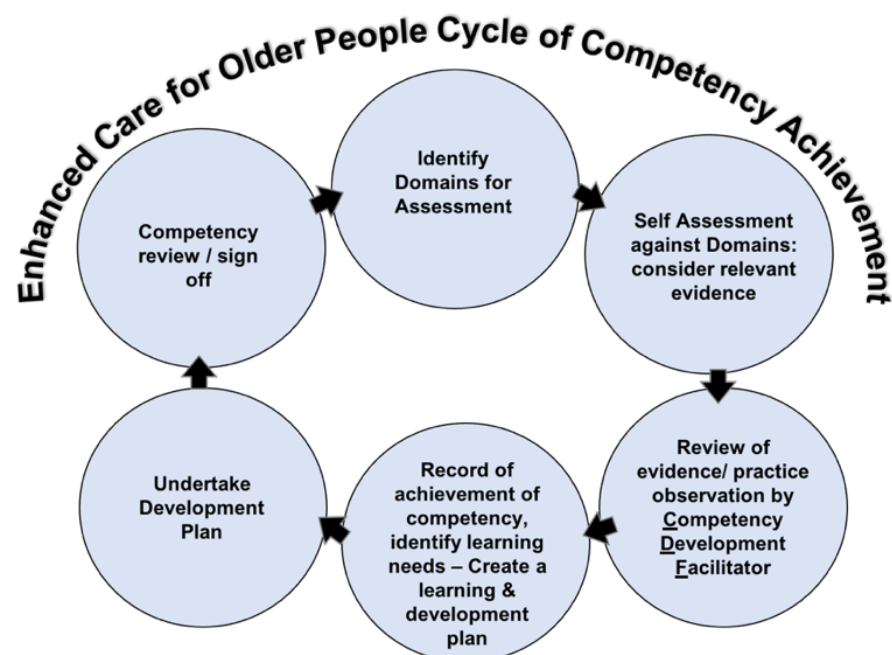 Enhanced Care for Older People Cycle of Competency Achievement
Identify
Domains for
Assessment
Self Assessment
against Domains:
consider relevant
evidence
Review of
evidence/ practice
observation by
Competency
Development
Facilitator
Record of
achievement of
competency,
identify learning
needs – Create a
learning &
development
plan
Undertake
Development
Plan
Competency
review / sign
off